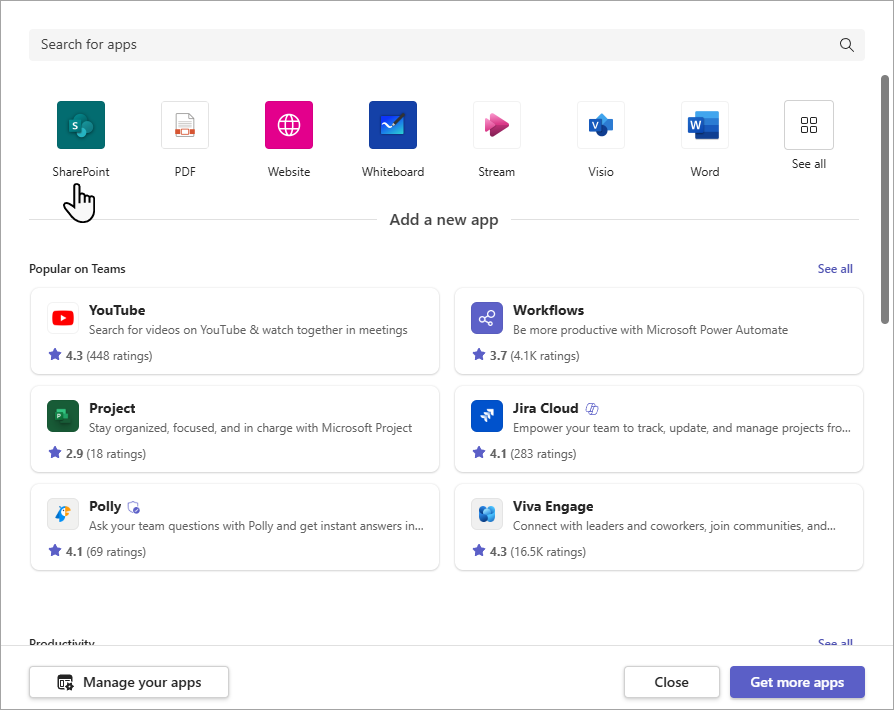 Search for apps
SharePoint
PDF
Website
Whiteboard
Stream
Visio
Word
See all
Add a new app
Popular on Teams
See all
YouTube
Search for videos on YouTube & watch together in meetings
4.3 (448 ratings)
Workflows
Be more productive with Microsoft Power Automate
3.7 (4.1K ratings)
Project
Stay organized, focused, and in charge with Microsoft Project
2.9 (18 ratings)
Jira Cloud
Empower your team to track, update, and manage projects fro...
4.1 (283 ratings)
Polly
Ask your team questions with Polly and get instant answers in...
4.1 (69 ratings)
Viva Engage
Connect with leaders and coworkers, join communities, and...
4.3 (16.5K ratings)
Productivity
See all
Manage your apps
Close
Get more apps